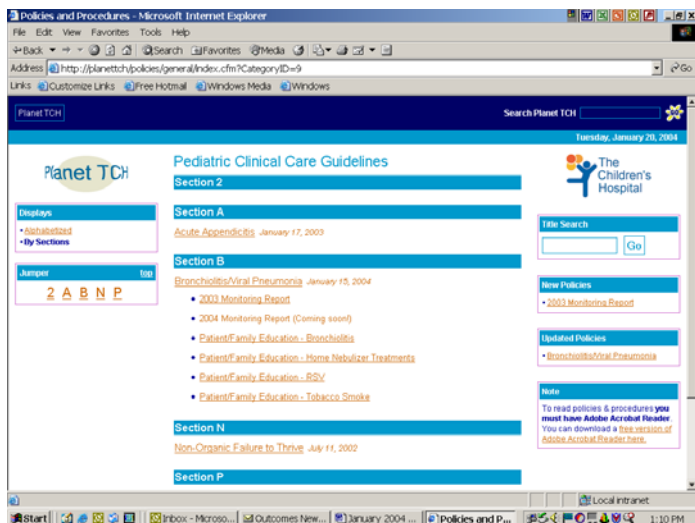 Policies and Procedures - Microsoft Internet Explorer
File Edit View Favorites Tools Help
Back Search Favorites Media
Address http://planettch/policies/general/index.cfm?CategoryID=9 Go
Links Customize Links Free Hotmail Windows Media Windows
Planet TCH Search Planet TCH
Tuesday, January 20, 2004
Planet TCH
Displays
• Alphabetized
• By Sections
Jumper top
2 A B N P
Pediatric Clinical Care Guidelines
Section 2
Section A
Acute Appendicitis January 17, 2003
Section B
Bronchiolitis/Viral Pneumonia January 15, 2004
• 2003 Monitoring Report
• 2004 Monitoring Report (Coming soon!)
• Patient/Family Education - Bronchiolitis
• Patient/Family Education - Home Nebulizer Treatments
• Patient/Family Education - RSV
• Patient/Family Education - Tobacco Smoke
Section N
Non-Organic Failure to Thrive July 11, 2002
Section P
The
Children's
Hospital
Title Search
Go
New Policies
• 2003 Monitoring Report
Updated Policies
• Bronchiolitis/Viral Pneumonia
Note
To read policies & procedures you
must have Adobe Acrobat Reader.
You can download a free version of
Adobe Acrobat Reader here.
Local intranet
Start Inbox - Microso... Outcomes New... January 2004 ... Policies and P... 1:10 PM